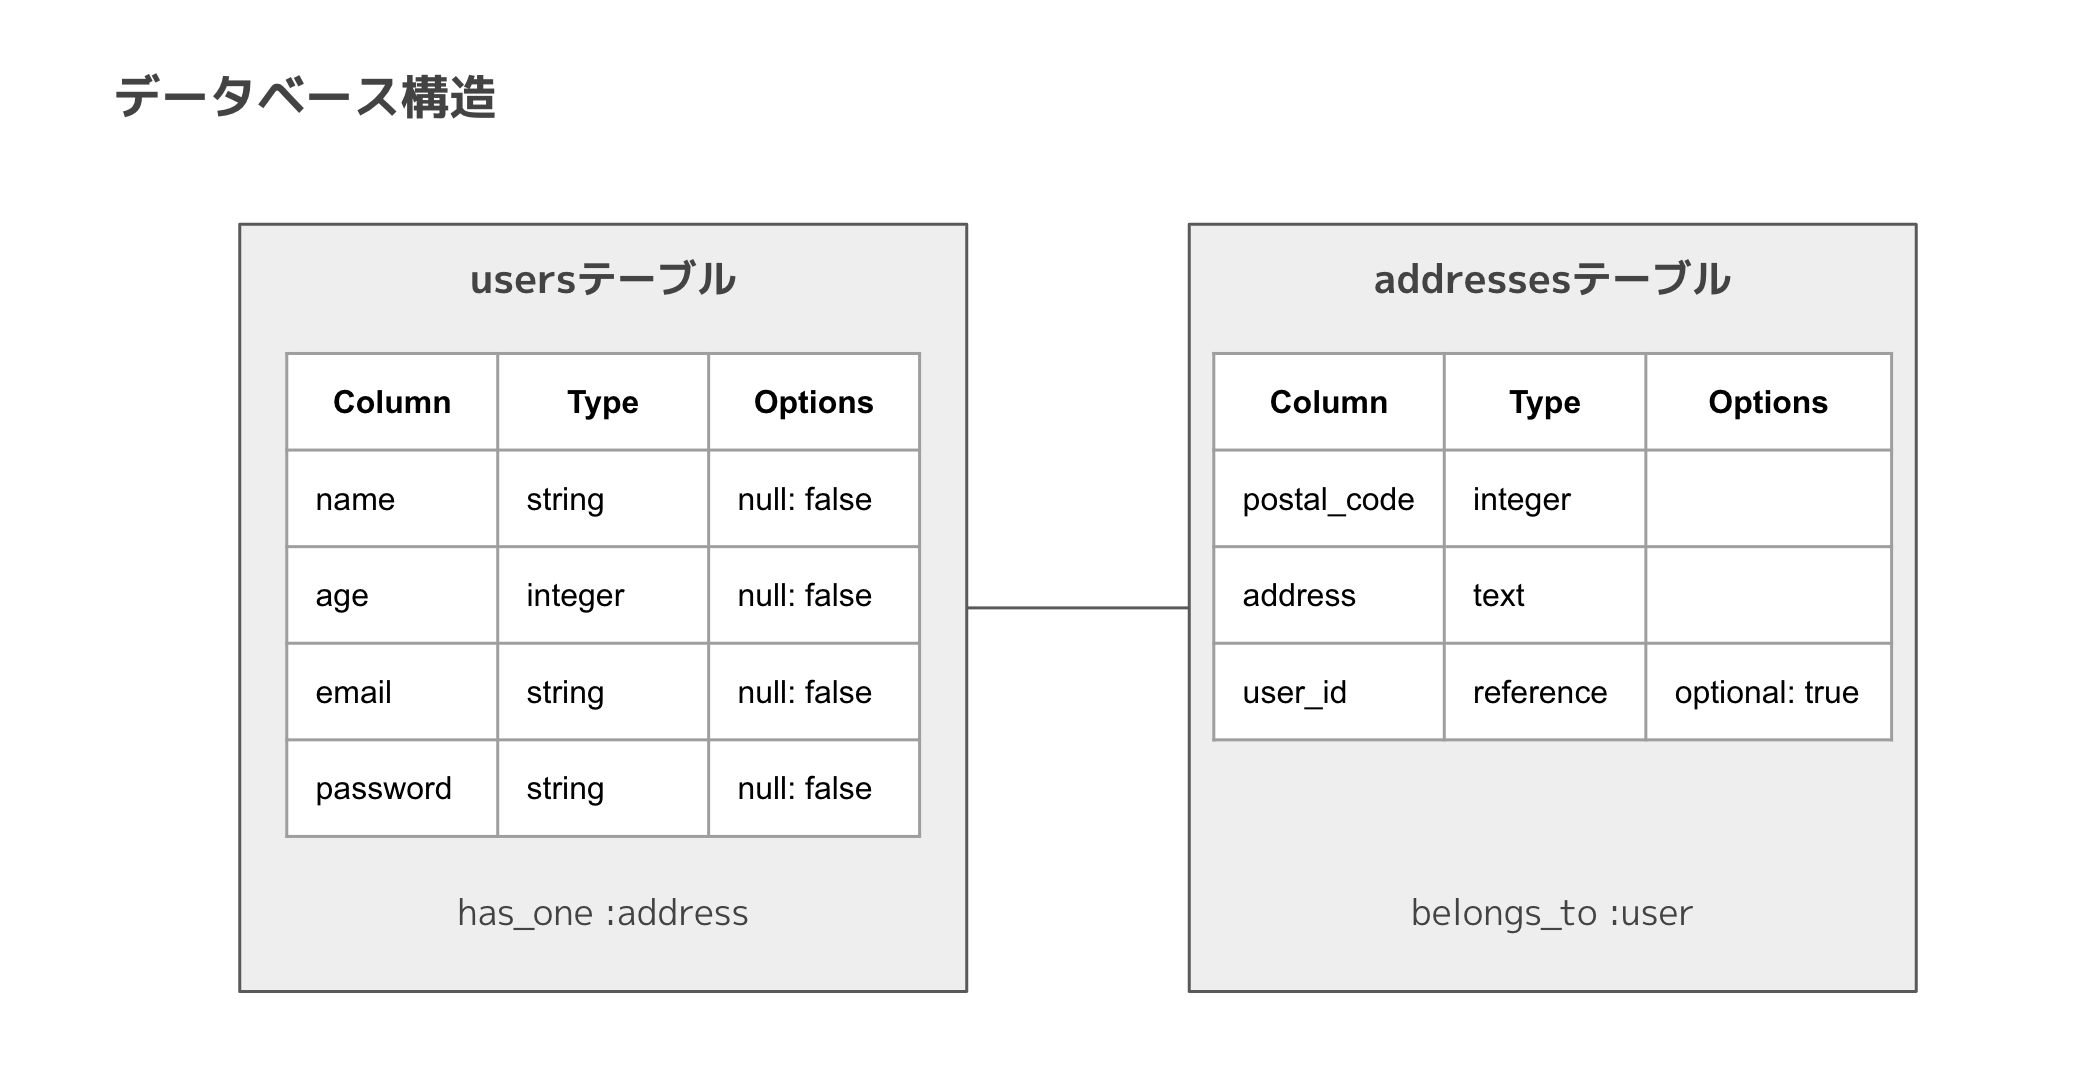 データベース構造
usersテーブル
Column Type Options
name string null: false
age integer null: false
email string null: false
password string null: false
has_one :address
addressesテーブル
Column Type Options
postal_code integer
address text
user_id reference optional: true
belongs_to :user